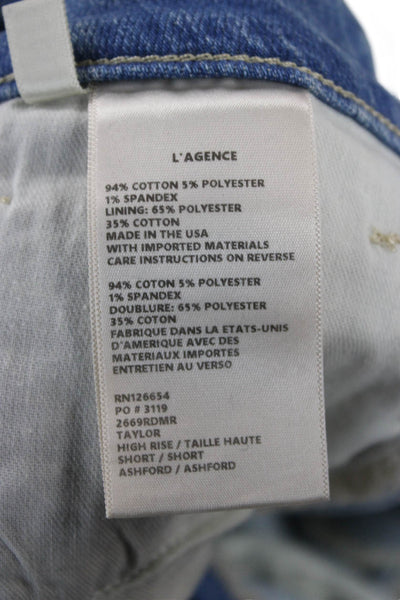 L'AGENCE
94% COTTON 5% POLYESTER
1% SPANDEX
LINING: 65% POLYESTER
35% COTTON
MADE IN THE USA
WITH IMPORTED MATERIALS
CARE INSTRUCTIONS ON REVERSE
94% COTON 5% POLYESTER
1% SPANDEX
DOUBLURE: 65% POLYESTER
35% COTON
FABRIQUE DANS LA ETATS-UNIS
D'AMERIQUE AVEC DES
MATERIAUX IMPORTES
ENTRETIEN AU VERSO
RN126654
PO # 3119
2669RDMR
TAYLOR
HIGH RISE / TAILLE HAUTE
SHORT / SHORT
ASHFORD / ASHFORD